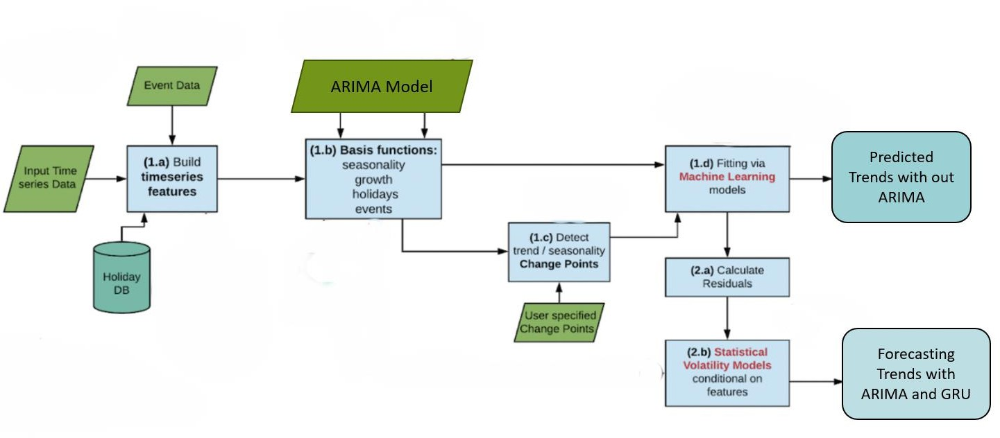 Event Data
ARIMA Model
Input Time
series Data
(1.a) Build
timeseries
features
Holiday
DB
(1.b) Basis functions:
seasonality
growth
holidays
events
(1.c) Detect
trend / seasonality
Change Points
User specified
Change Points
(1.d) Fitting via
Machine Learning
models
Predicted
Trends with out
ARIMA
(2.a) Calculate
Residuals
(2.b) Statistical
Volatility Models
conditional on
features
Forecasting
Trends with
ARIMA and GRU